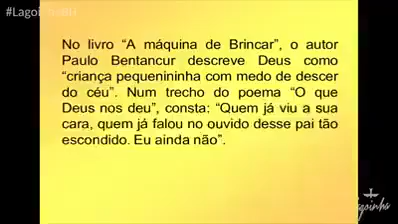 No livro “A máquina de Brincar”, o autor
Paulo Bentancur descreve Deus como
“criança pequenininha com medo de descer
do céu”. Num trecho do poema “O que
Deus nos deu”, consta: “Quem já viu a sua
cara, quem já falou no ouvido desse pai tão
escondido. Eu ainda não”.
Lagoinha